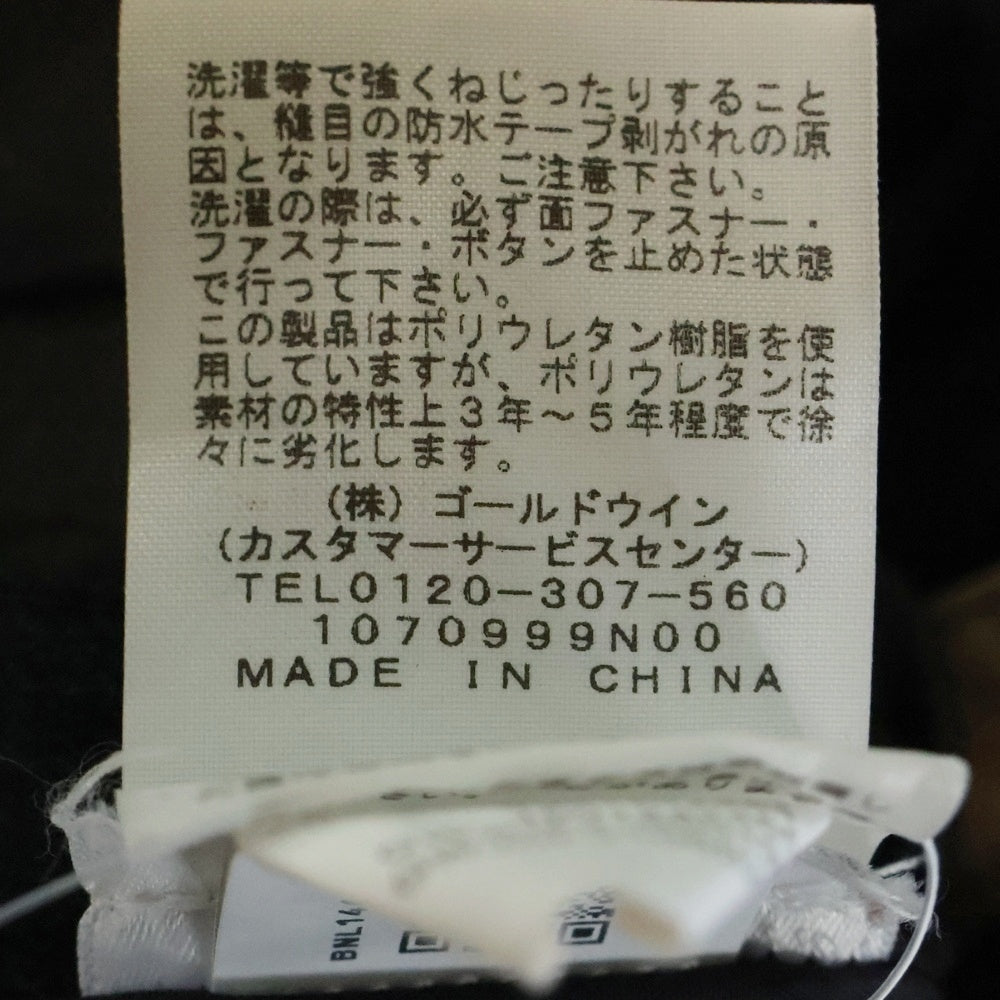 洗濯等で強くねじったりすること
は、縫目の防水テープ剥がれの原
因となります。ご注意下さい。
洗濯の際は、必ず面ファスナー・
ファスナー・ボタンを止めた状態
で行って下さい。
この製品はポリウレタン樹脂を使
用していますが、ポリウレタンは
素材の特性上３年～５年程度で徐
々に劣化します。
(株) ゴールドウイン
(カスタマーサービスセンター)
TEL0120-307-560
1070999N00
MADE IN CHINA